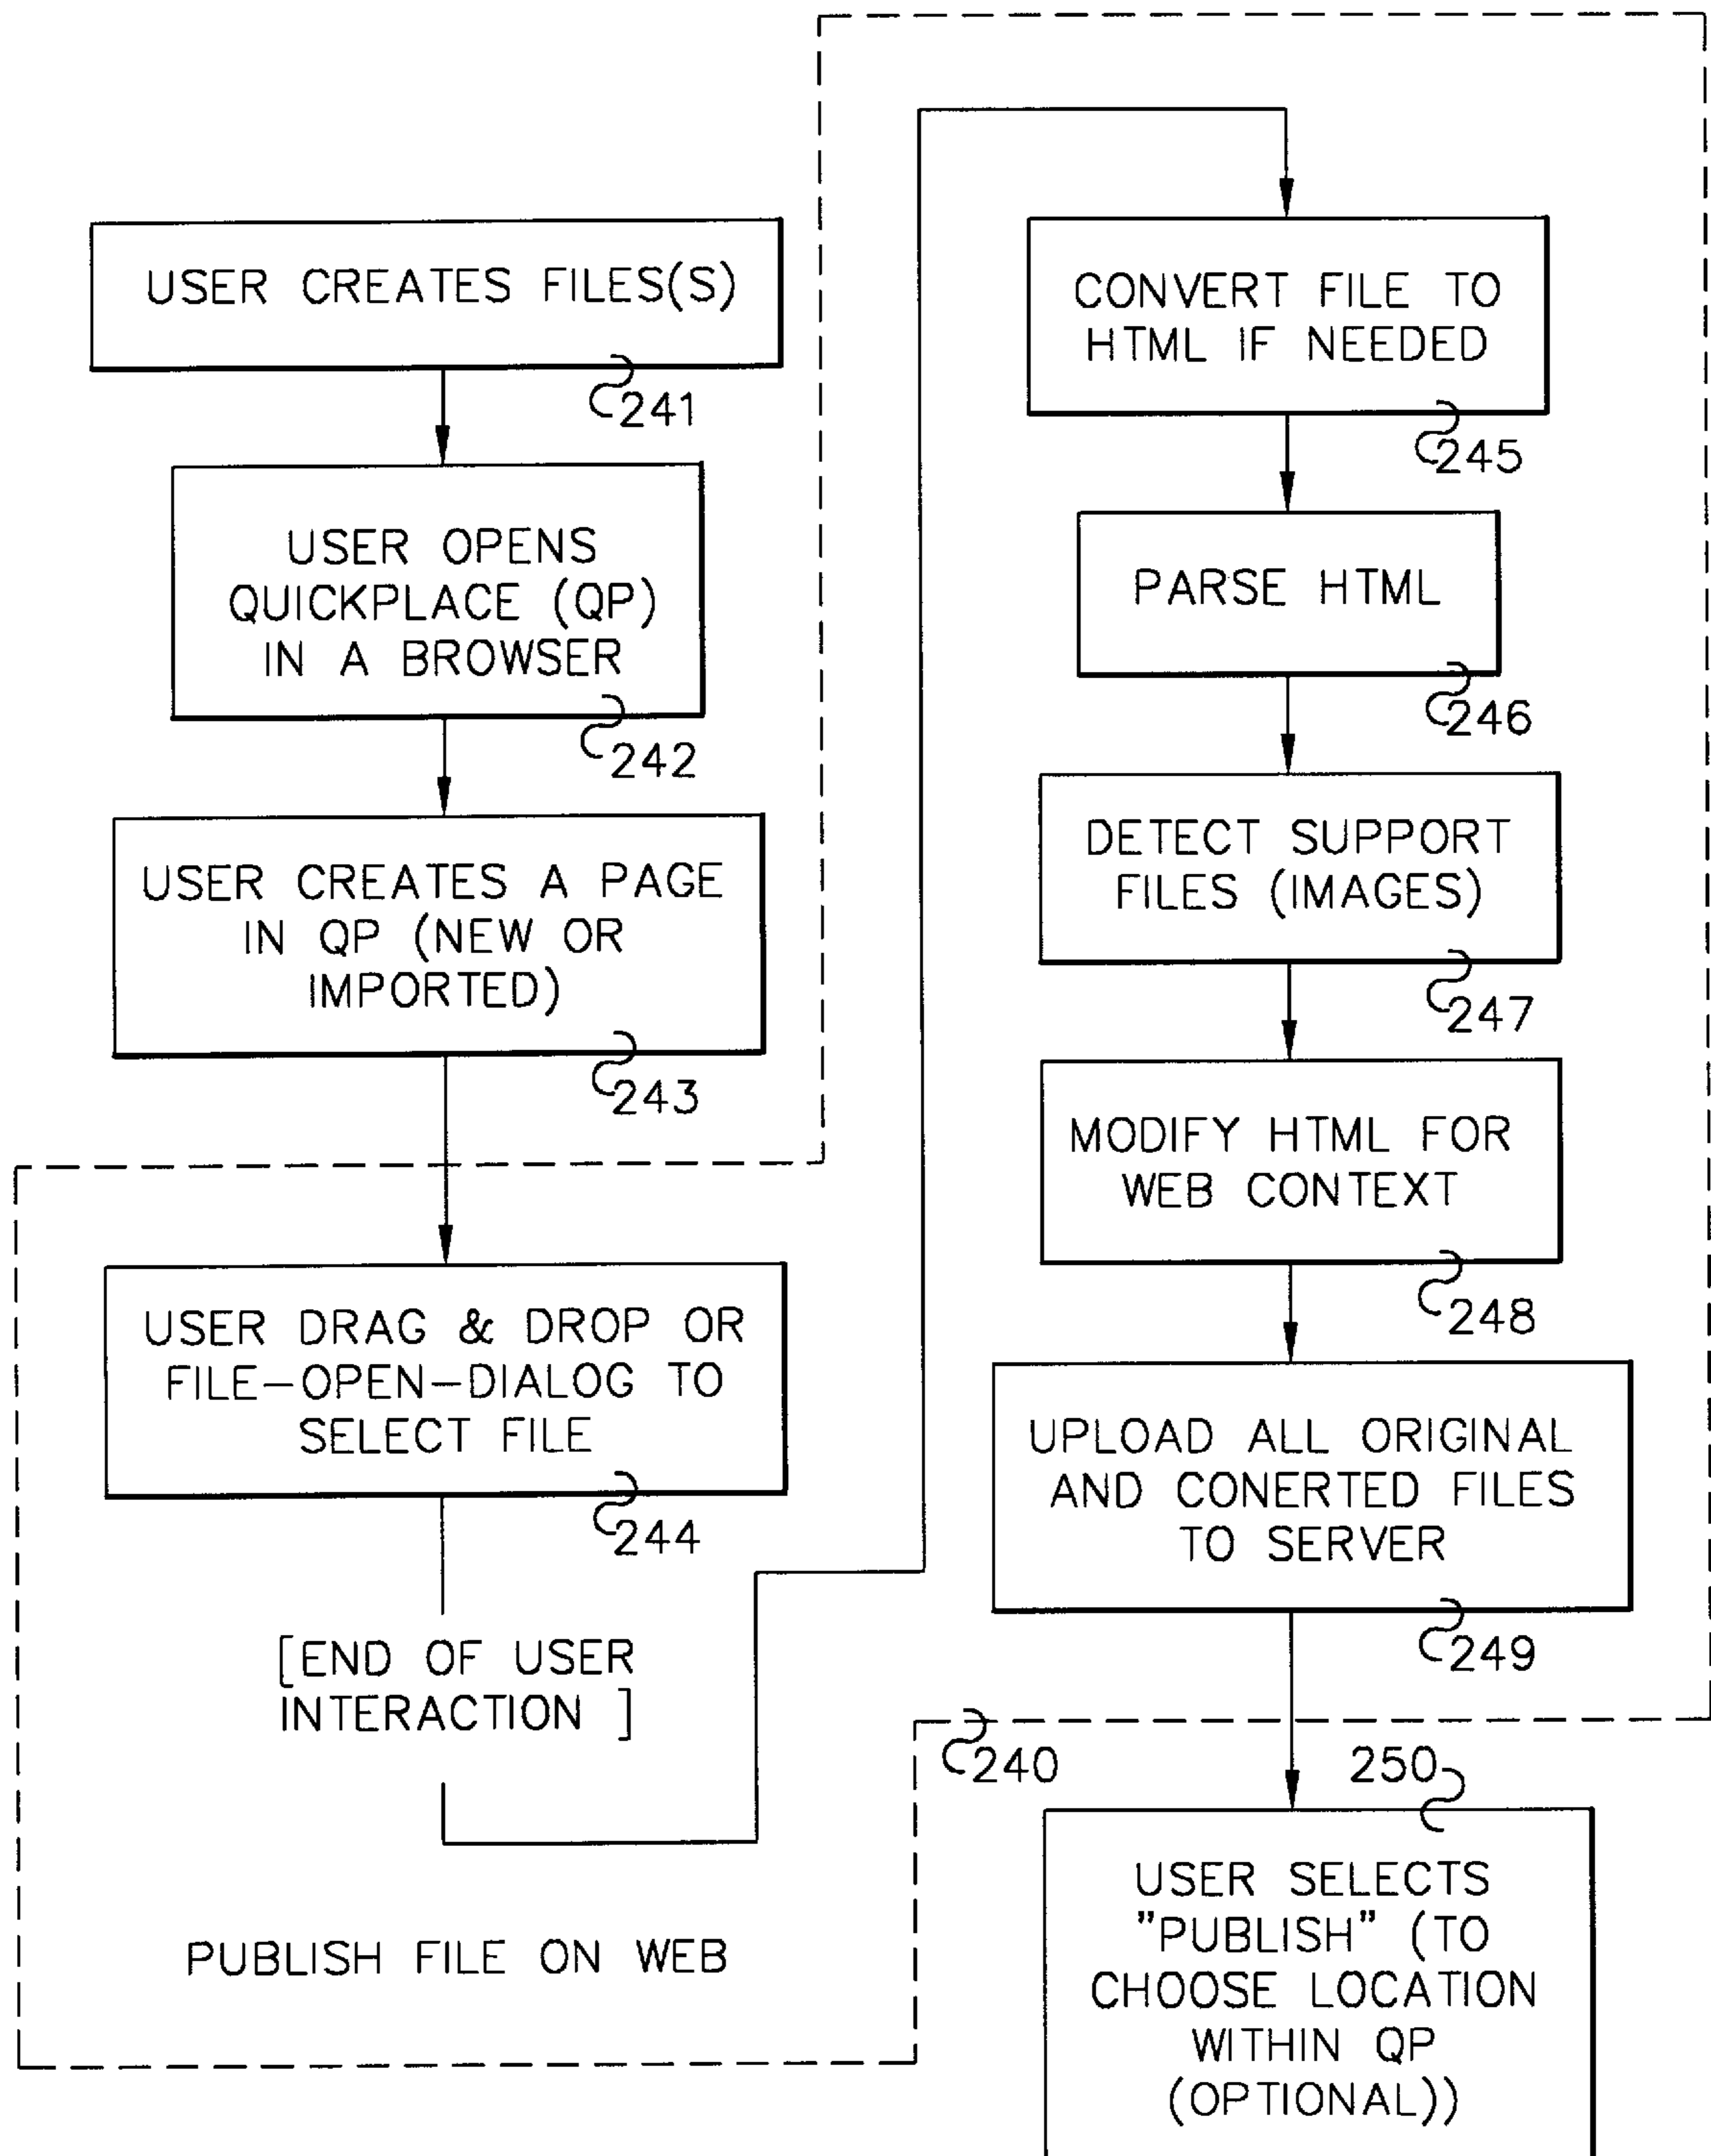 USER CREATES FILES(S)
241
USER OPENS
QUICKPLACE (QP)
IN A BROWSER
242
USER CREATES A PAGE
IN QP (NEW OR
IMPORTED)
243
USER DRAG & DROP OR
FILE-OPEN-DIALOG TO
SELECT FILE
244
[END OF USER
INTERACTION ]
PUBLISH FILE ON WEB
CONVERT FILE TO
HTML IF NEEDED
245
PARSE HTML
246
DETECT SUPPORT
FILES (IMAGES)
247
MODIFY HTML FOR
WEB CONTEXT
248
UPLOAD ALL ORIGINAL
AND CONERTED FILES
TO SERVER
249
240
250
USER SELECTS
"PUBLISH" (TO
CHOOSE LOCATION
WITHIN QP
(OPTIONAL))